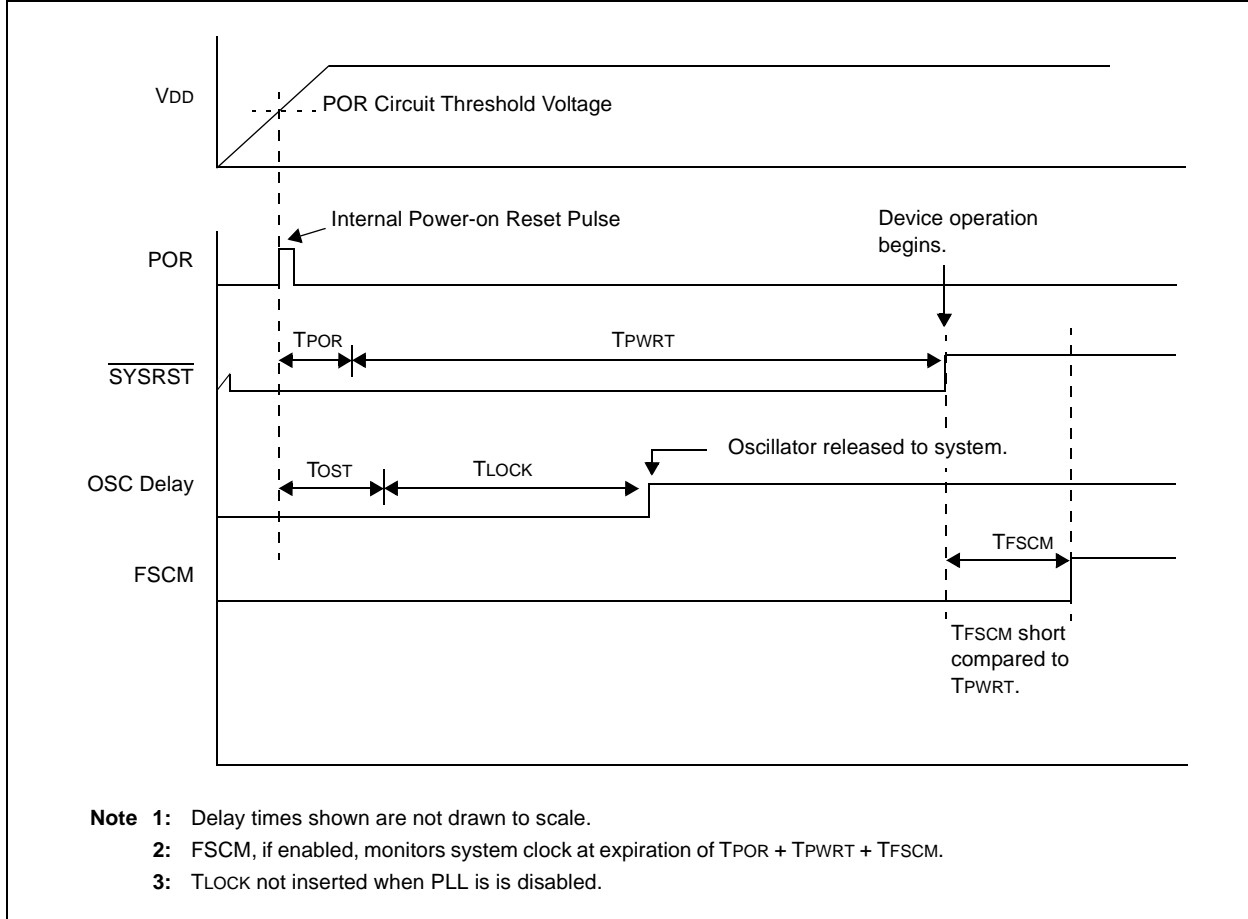 VDD
POR Circuit Threshold Voltage
Internal Power-on Reset Pulse
Device operation
begins.
POR
TPOR
TPWRT
SYSRST
Oscillator released to system.
TOST
TLOCK
OSC Delay
TFSCM
FSCM
TFSCM short
compared to
TPWRT.
Note 1: Delay times shown are not drawn to scale.
2: FSCM, if enabled, monitors system clock at expiration of TPOR + TPWRT + TFSCM.
3: TLOCK not inserted when PLL is is disabled.